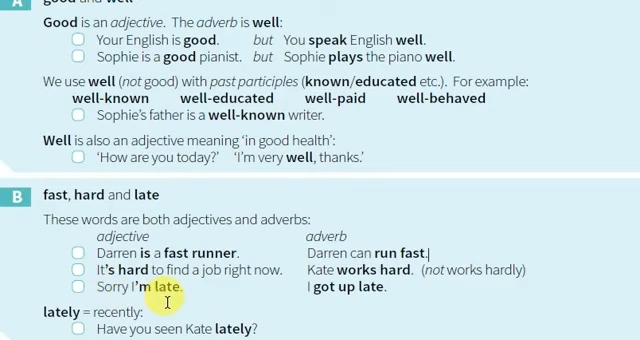 A good and well
Good is an adjective. The adverb is well:
Your English is good. but You speak English well.
Sophie is a good pianist. but Sophie plays the piano well.
We use well (not good) with past participles (known/educated etc.). For example:
well-known well-educated well-paid well-behaved
Sophie's father is a well-known writer.
Well is also an adjective meaning 'in good health':
'How are you today?' 'I'm very well, thanks.'
B fast, hard and late
These words are both adjectives and adverbs:
adjective adverb
Darren is a fast runner. Darren can run fast.
It's hard to find a job right now. Kate works hard. (not works hardly)
Sorry I'm late. I got up late.
lately = recently:
Have you seen Kate lately?